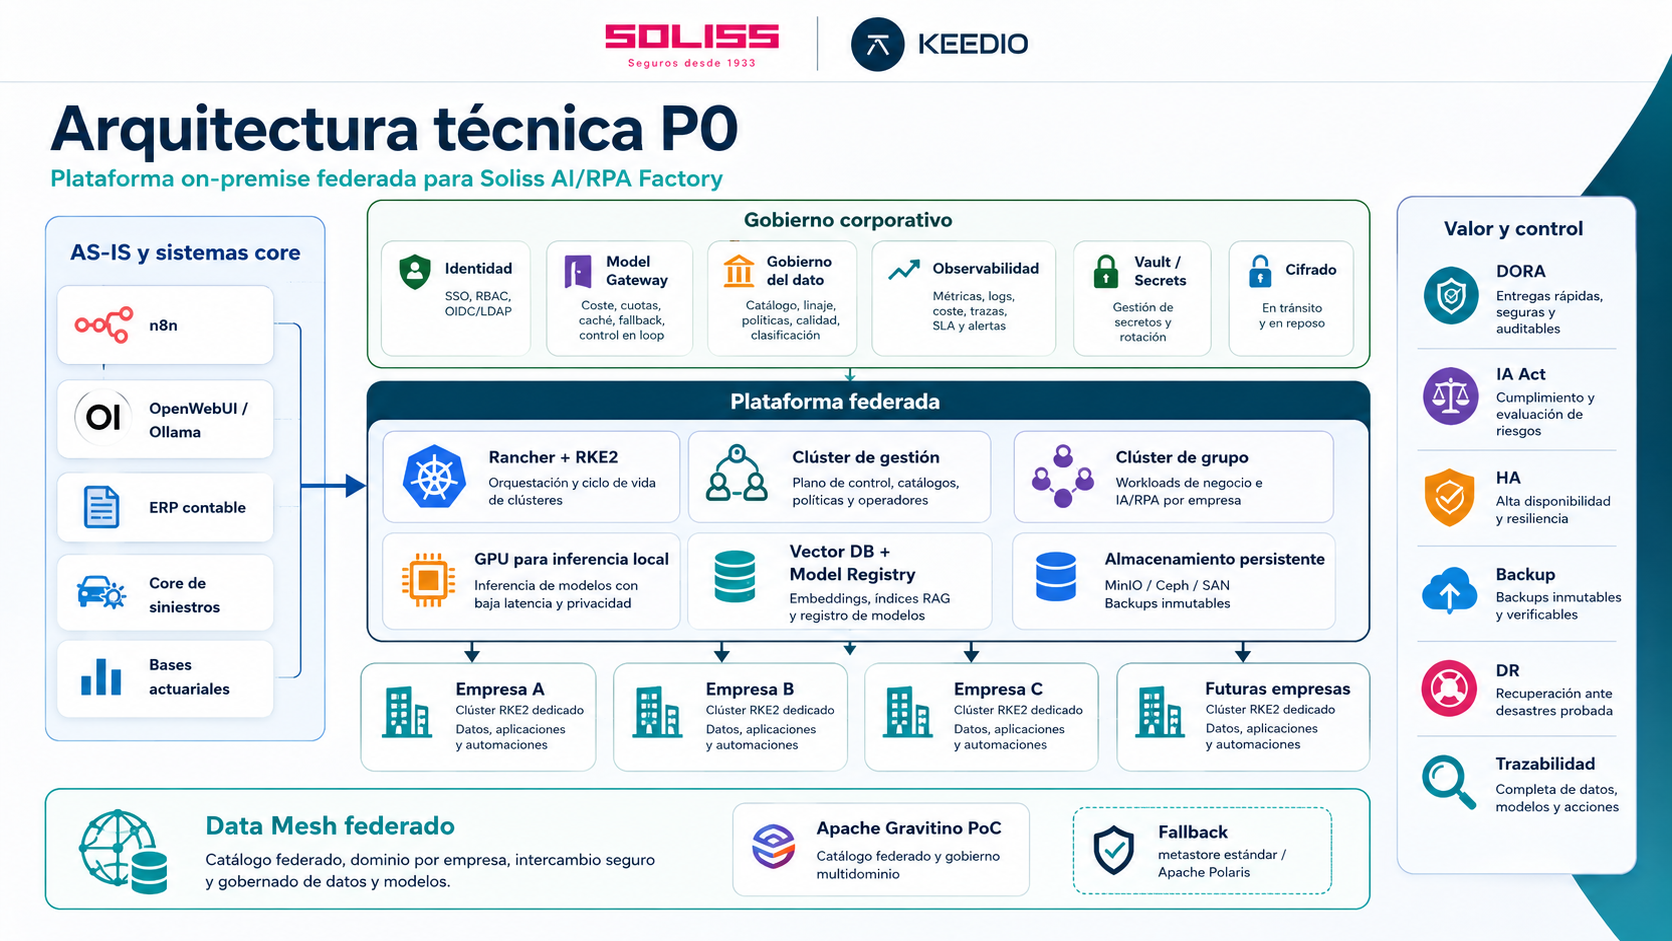 SOLISS
Seguros desde 1933
KEEDIO
Arquitectura técnica P0
Plataforma on-premise federada para Soliss AI/RPA Factory
AS-IS y sistemas core
n8n
OI
OpenWebUI /
Ollama
ERP contable
Core de
siniestros
Bases
actuariales
Gobierno corporativo
Identidad
SSO, RBAC,
OIDC/LDAP
Model
Gateway
Coste, cuotas,
caché, fallback,
control en loop
Gobierno
del dato
Catálogo, linaje,
políticas, calidad,
clasificación
Observabilidad
Métricas, logs,
coste, trazas,
SLA y alertas
Vault /
Secrets
Gestión de
secretos y
rotación
Cifrado
En tránsito
y en reposo
Plataforma federada
Rancher + RKE2
Orquestación y ciclo de vida
de clústeres
Clúster de gestión
Plano de control, catálogos,
políticas y operadores
Clúster de grupo
Workloads de negocio e
IA/RPA por empresa
GPU para inferencia local
Inferencia de modelos con
baja latencia y privacidad
Vector DB +
Model Registry
Embeddings, índices RAG
y registro de modelos
Almacenamiento persistente
MinIO / Ceph / SAN
Backups inmutables
Empresa A
Clúster RKE2 dedicado
Datos, aplicaciones
y automaciones
Empresa B
Clúster RKE2 dedicado
Datos, aplicaciones
y automaciones
Empresa C
Clúster RKE2 dedicado
Datos, aplicaciones
y automaciones
Futuras empresas
Clúster RKE2 dedicado
Datos, aplicaciones
y automaciones
Data Mesh federado
Catálogo federado, dominio por empresa, intercambio seguro
y gobernado de datos y modelos.
Apache Gravitino PoC
Catálogo federado y gobierno
multidominio
Fallback
metastore estándar /
Apache Polaris
Valor y control
DORA
Entregas rápidas,
seguras y
auditables
IA Act
Cumplimiento y
evaluación de
riesgos
HA
Alta disponibilidad
y resiliencia
Backup
Backups inmutables
y verificables
DR
Recuperación ante
desastres probada
Trazabilidad
Completa de datos,
modelos y acciones